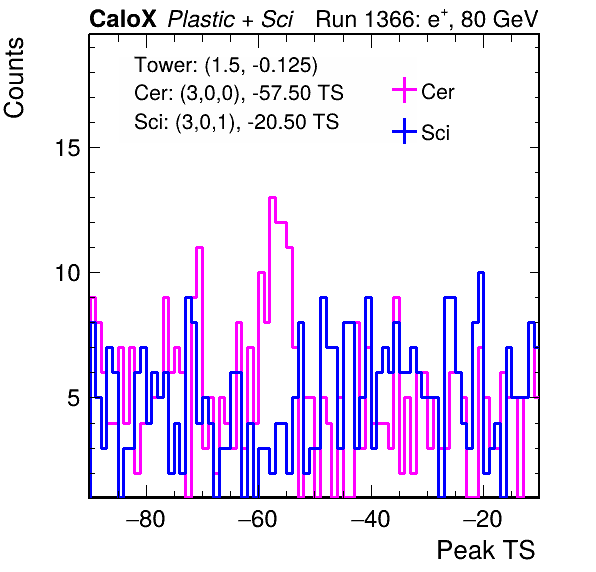 CaloX Plastic + Sci Run 1366: e+, 80 GeV
Counts
Tower: (1.5, -0.125)
Cer: (3,0,0), -57.50 TS
Sci: (3,0,1), -20.50 TS
Cer
Sci
15
10
5
−80 −60 −40 −20
Peak TS